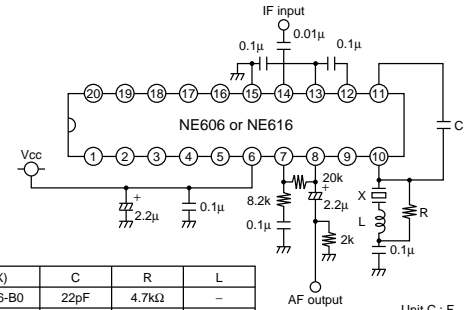 IF input
0.01μ
0.1μ
0.1μ
20 19 18 17 16 15 14 13 12 11
NE606 or NE616
C
1 2 3 4 5 6 7 8 9 10
Vcc
+
2.2μ
0.1μ
8.2k
20k
+
2.2μ
0.1μ
2k
X
L
R
0.1μ
AF output
C R L
22pF 4.7kΩ –
Unit C : F